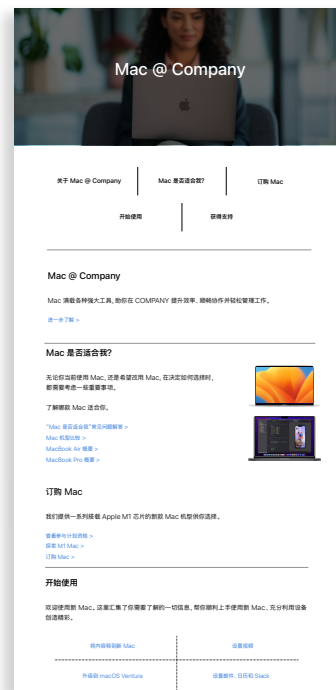 Mac @ Company
关于 Mac @ Company
Mac 是否适合我?
订购 Mac
开始使用
获得支持
Mac @ Company
Mac 满载各种强大工具,助你在 COMPANY 提升效率、顺畅协作并轻松管理工作。
进一步了解 >
Mac 是否适合我?
无论你当前使用 Mac,还是希望改用 Mac,在决定如何选择时,
都需要考虑一些重要事项。
了解哪款 Mac 适合你。
“Mac 是否适合我”常见问题解答 >
Mac 机型比较 >
MacBook Air 概要 >
MacBook Pro 概要 >
订购 Mac
我们提供一系列搭载 Apple M1 芯片的新款 Mac 机型供你选择。
查看参与计划资格 >
探索 M1 Mac >
订购 Mac >
开始使用
欢迎使用新 Mac。这里汇集了你需要了解的一切信息,帮你顺利上手使用新 Mac、充分利用设备
创造精彩。
将内容移到新 Mac
设置视频
升级到 macOS Ventura
设置邮件、日历和 Slack